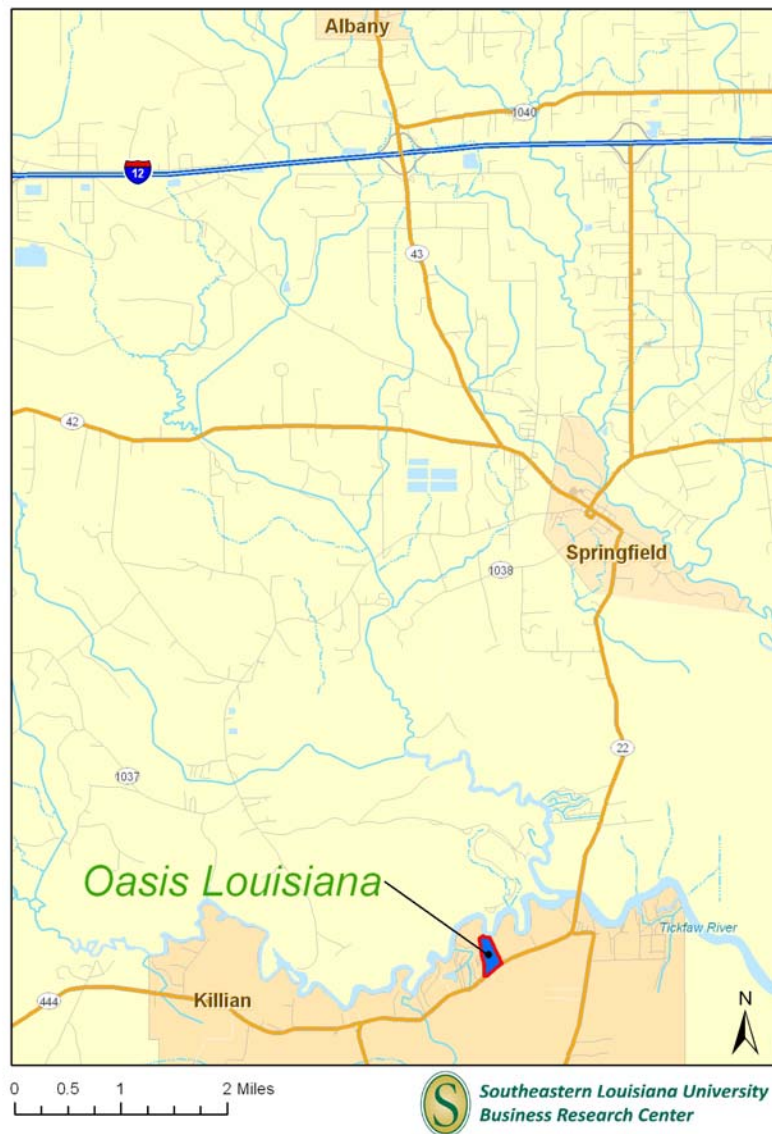 Albany
1040
12
43
42
Springfield
1038
22
1037
Oasis Louisiana
Tickfaw River
Killian
444
N
0 0.5 1 2 Miles
S
Southeastern Louisiana University
Business Research Center